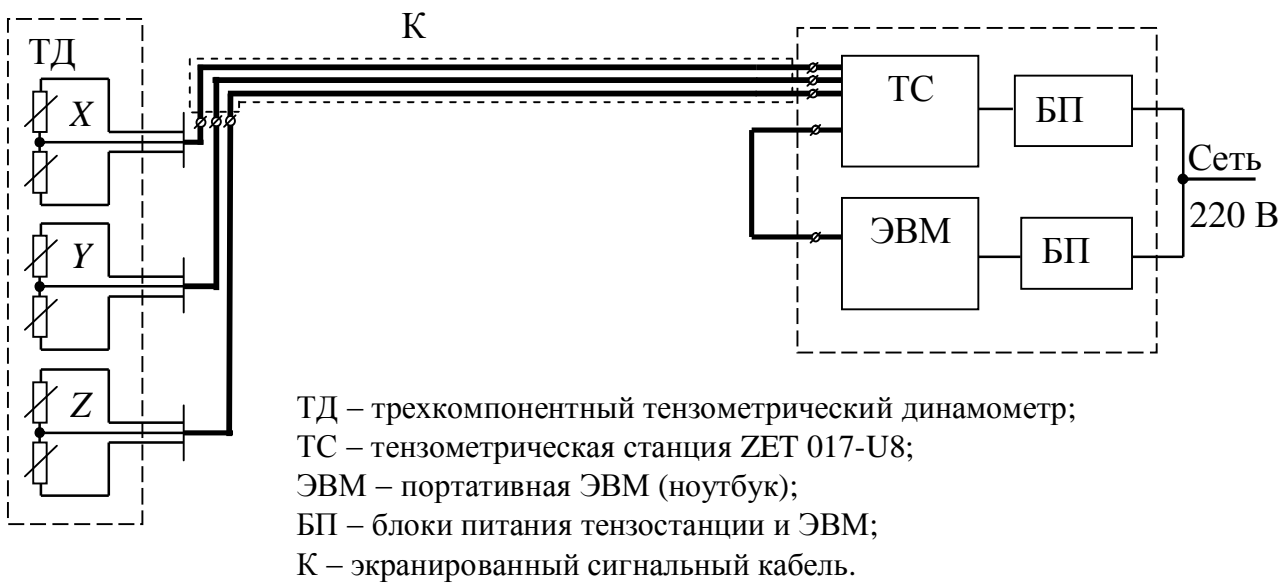 К
ТД
X
Y
Z
ТС
БП
ЭВМ
БП
Сеть
220 В
ТД – трехкомпонентный тензометрический динамометр;
ТС – тензометрическая станция ZET 017-U8;
ЭВМ – портативная ЭВМ (ноутбук);
БП – блоки питания тензостанции и ЭВМ;
К – экранированный сигнальный кабель.